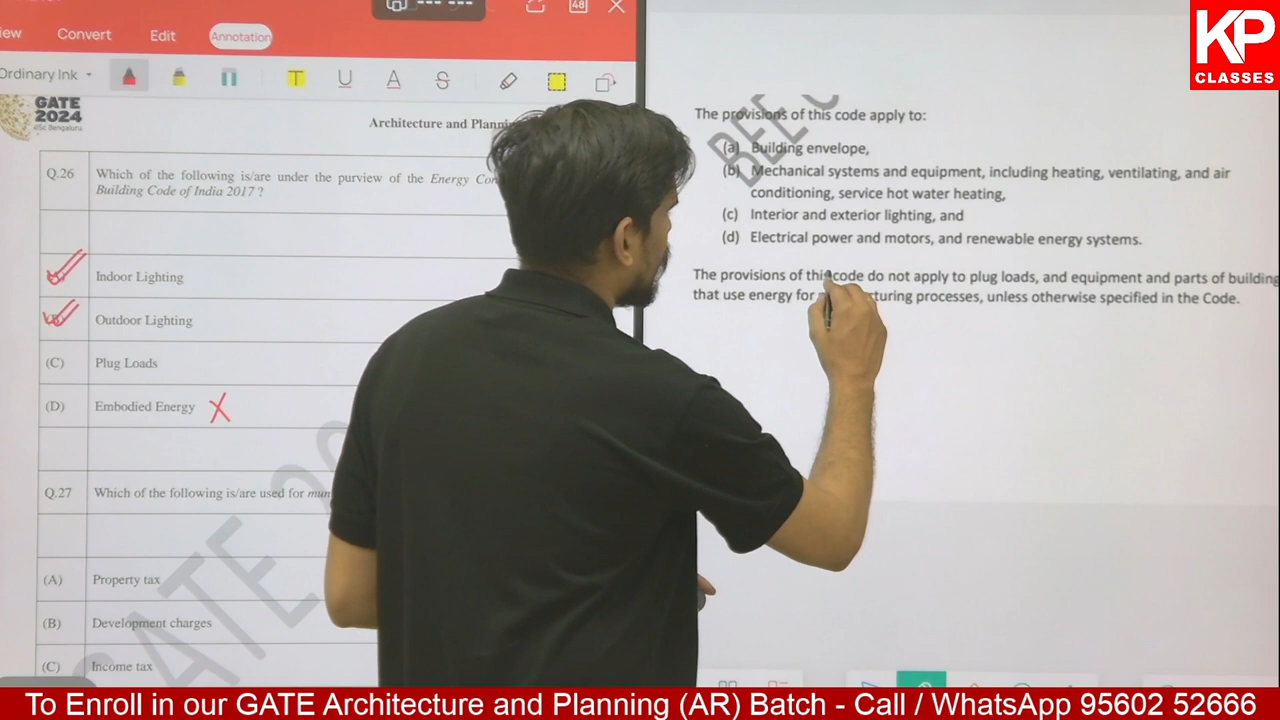 iew Convert Edit Annotation
48
Ordinary Ink
T U A S
KP
CLASSES
GATE
2024
IISc Bengaluru
Architecture and Planni
Q.26 Which of the following is/are under the purview of the Energy Con
Building Code of India 2017 ?
Indoor Lighting
Outdoor Lighting
(C) Plug Loads
(D) Embodied Energy X
Q.27 Which of the following is/are used for mun
(A) Property tax
(B) Development charges
(C) Income tax
GATE 20
BEE C
The provisions of this code apply to:
(a) Building envelope,
(b) Mechanical systems and equipment, including heating, ventilating, and air
conditioning, service hot water heating,
(c) Interior and exterior lighting, and
(d) Electrical power and motors, and renewable energy systems.
The provisions of this code do not apply to plug loads, and equipment and parts of building
that use energy for turing processes, unless otherwise specified in the Code.
To Enroll in our GATE Architecture and Planning (AR) Batch - Call / WhatsApp 95602 52666